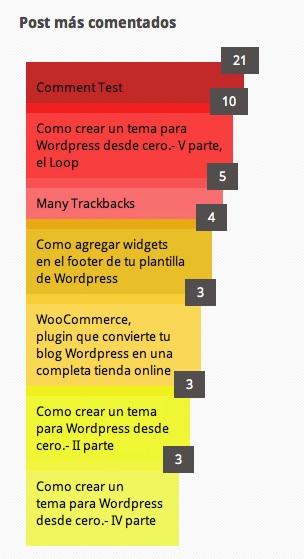 Post más comentados
21
Comment Test
10
Como crear un tema para
Wordpress desde cero.- V parte,
el Loop
5
Many Trackbacks
4
Como agregar widgets
en el footer de tu plantilla
de Wordpress
3
WooCommerce,
plugin que convierte tu
blog Wordpress en una
completa tienda online
3
Como crear un tema
para Wordpress desde
cero.- II parte
3
Como crear un
tema para Wordpress
desde cero.- IV parte